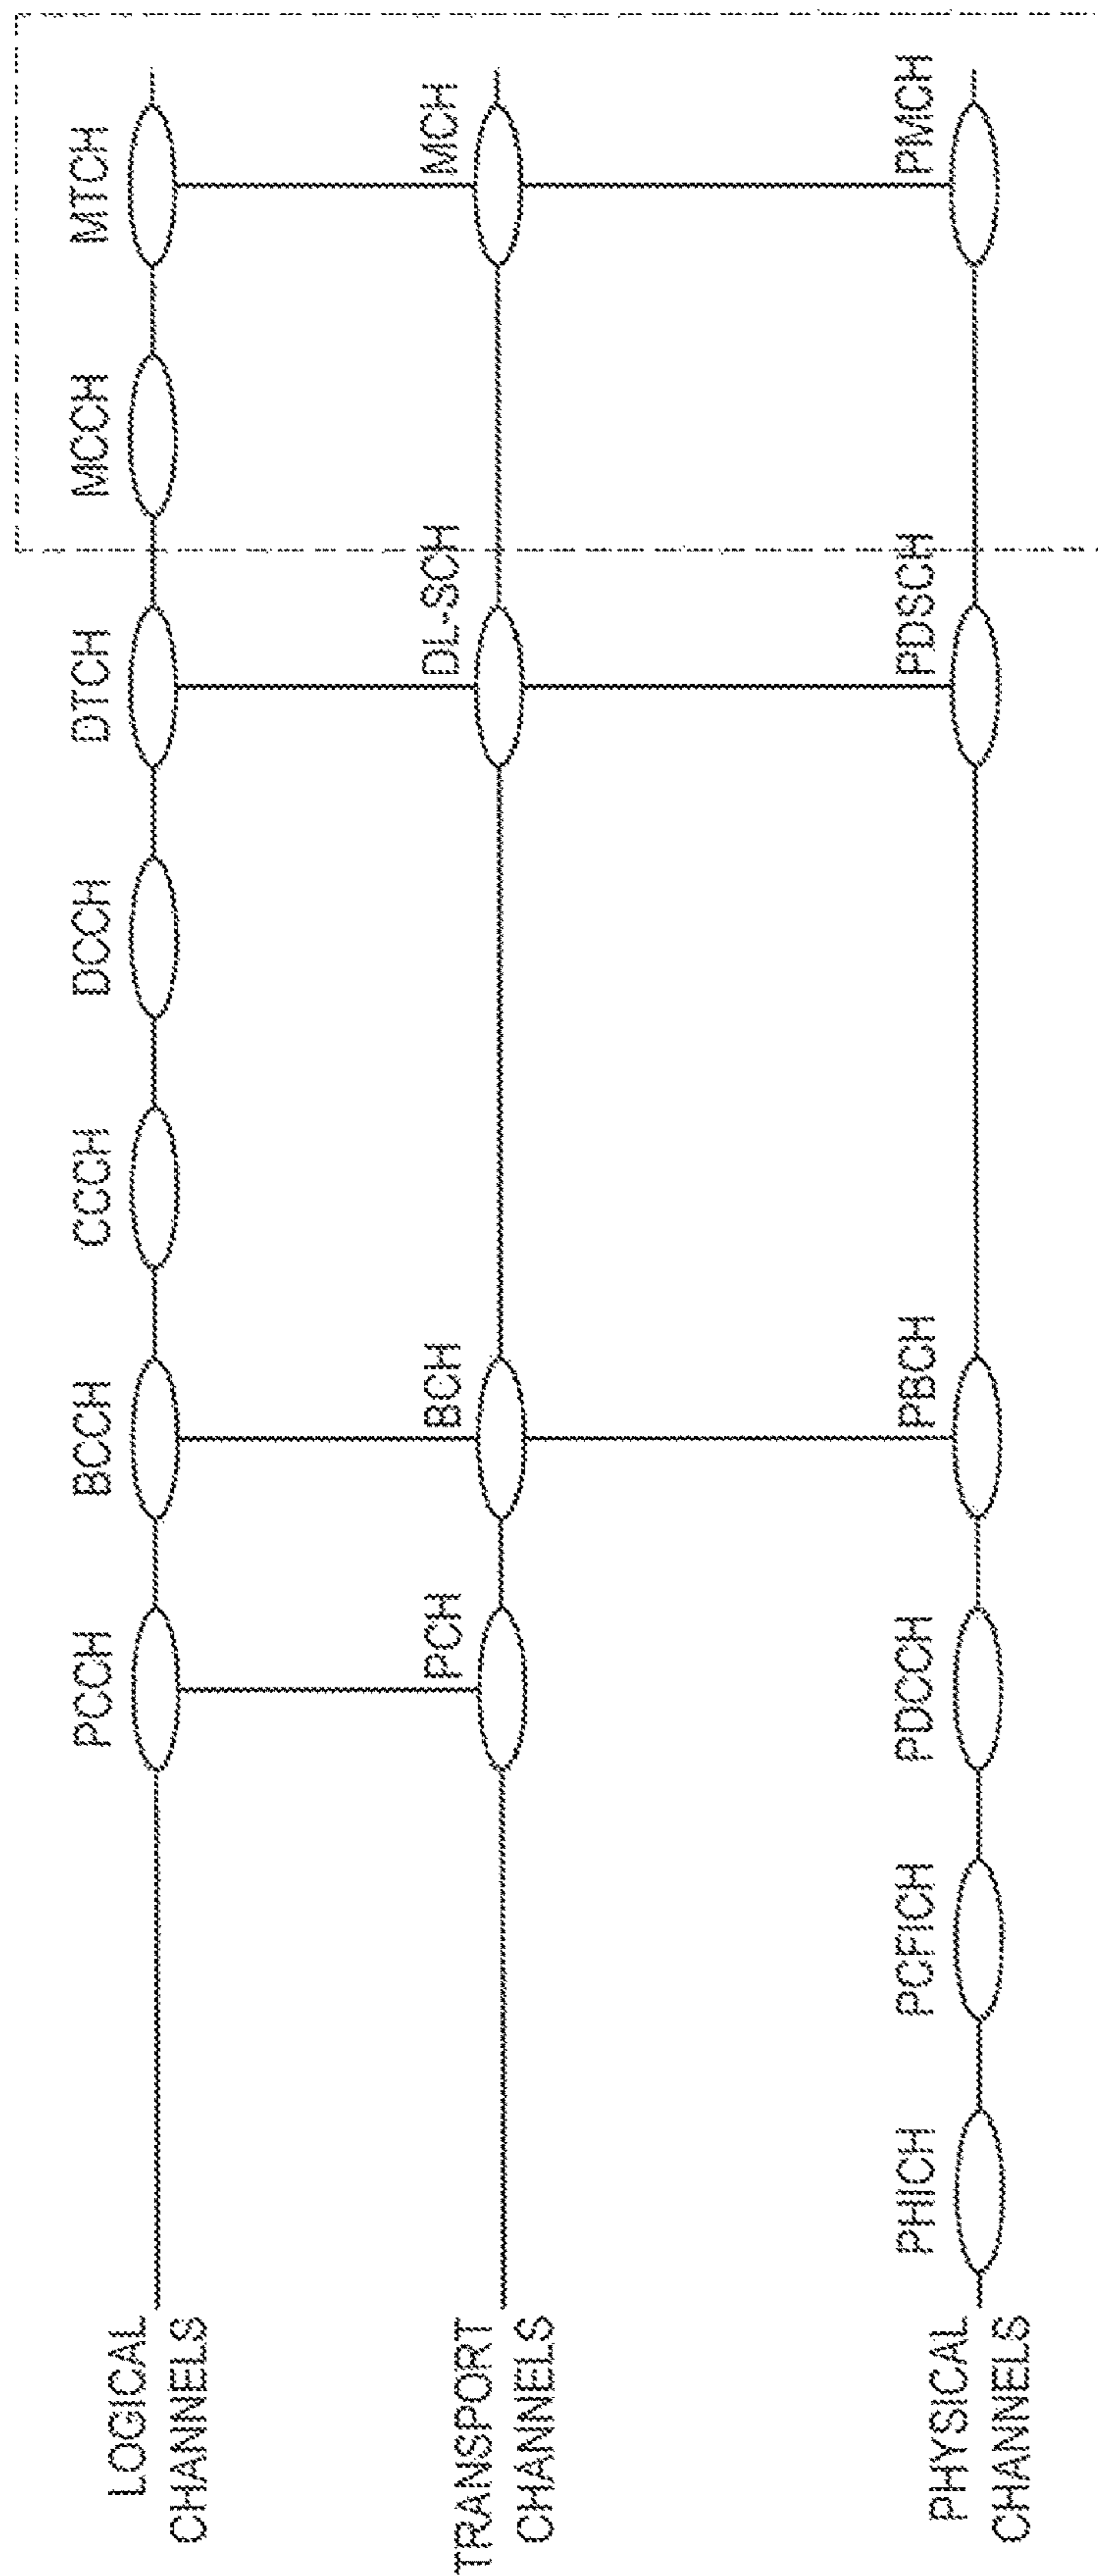 LOGICAL
CHANNELS
PCCH
BCCH
CCCH
DCCH
DTCH
MCCH
MTCH
TRANSPORT
CHANNELS
PCH
BCH
DL-SCH
MCH
PHYSICAL
CHANNELS
PHICH
PCFICH
PDCCH
PBCH
PDSCH
PMCH